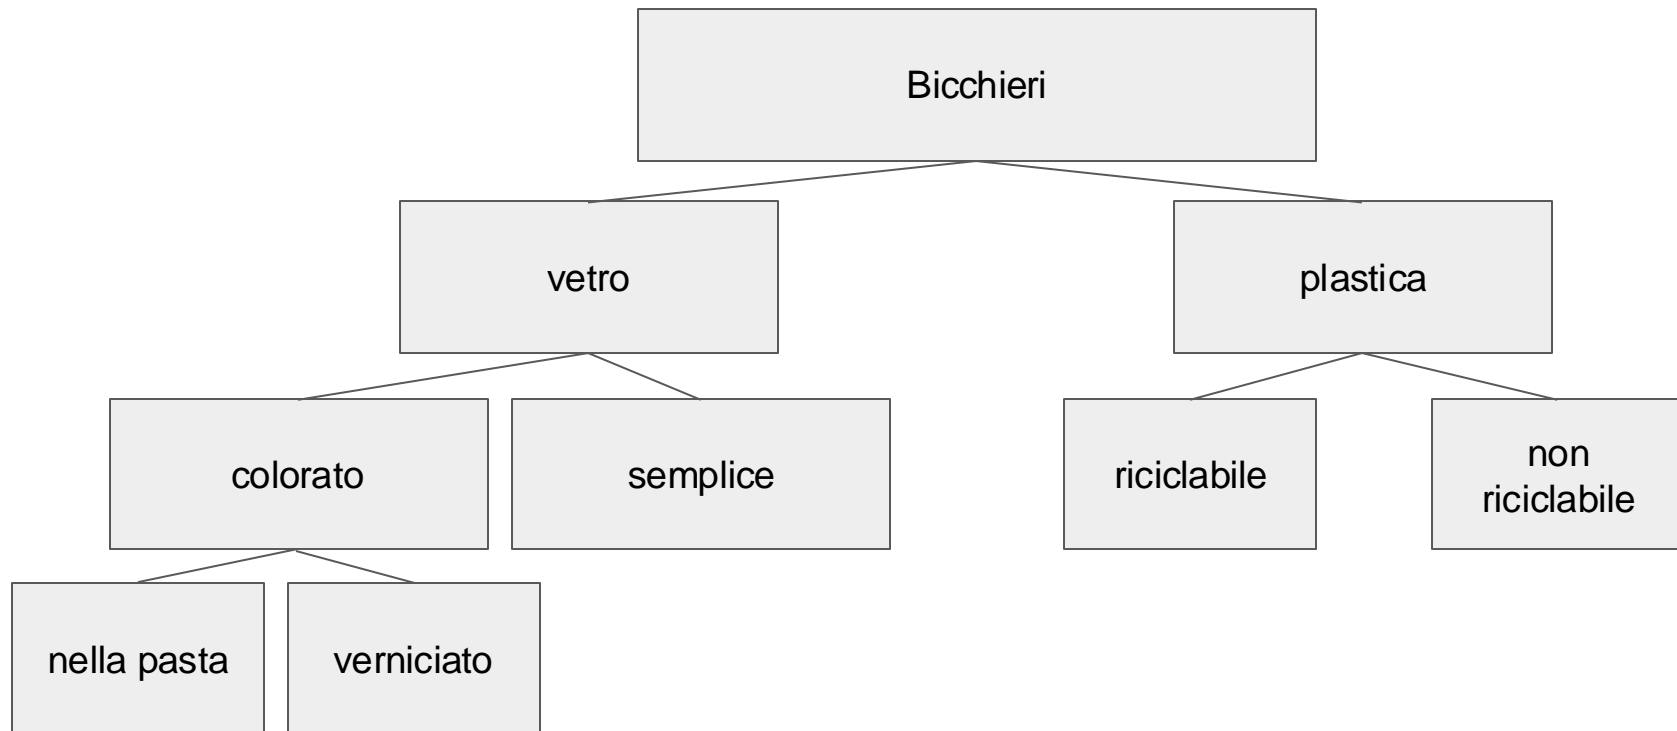 Bicchieri
vetro
plastica
colorato
semplice
riciclabile
non
riciclabile
nella pasta
verniciato